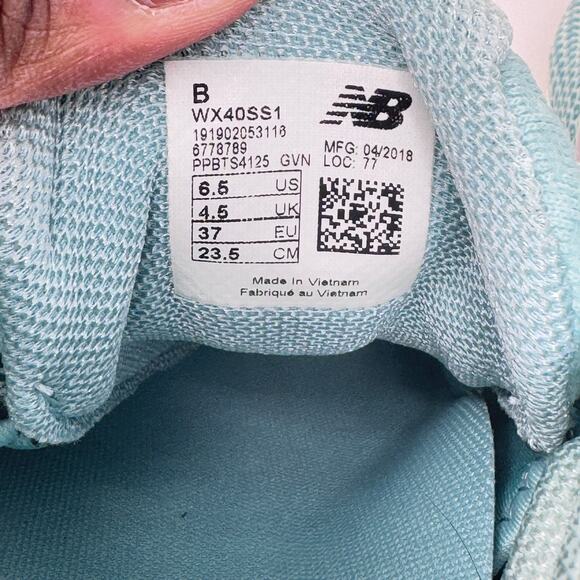 B
WX40SS1
191902053116
6778789
PPBTS4125 GVN
NB
MFG: 04/2018
LOC: 77
6.5 US
4.5 UK
37 EU
23.5 CM
Made In Vietnam
Fabriqué au Vietnam